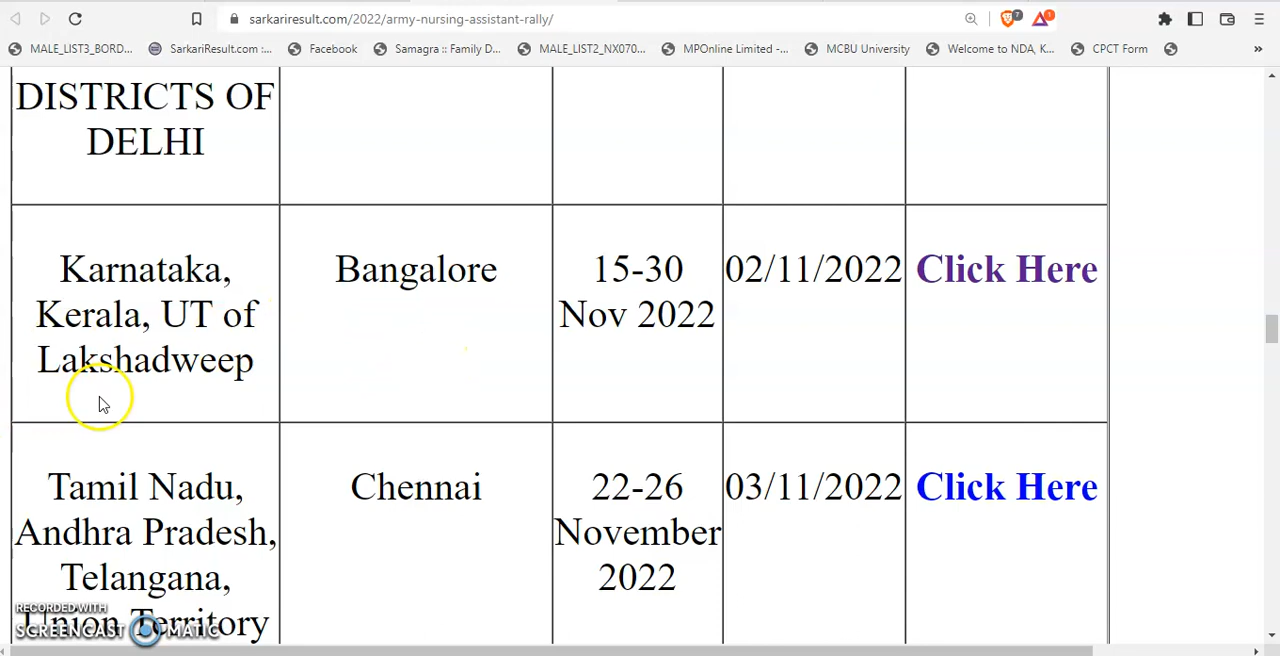 sarkariresult.com/2022/army-nursing-assistant-rally/
7
1
MALE_LIST3_BORD...
SarkariResult.com :...
Facebook
Samagra :: Family D...
MALE_LIST2_NX070...
MPOnline Limited -...
MCBU University
Welcome to NDA, K...
CPCT Form
»
DISTRICTS OF
DELHI
Karnataka,
Kerala, UT of
Lakshadweep
Bangalore
15-30
Nov 2022
02/11/2022
Click Here
Tamil Nadu,
Andhra Pradesh,
Telangana,
Union Territory
Chennai
22-26
November
2022
03/11/2022
Click Here
RECORDED WITH
SCREENCAST MATIC